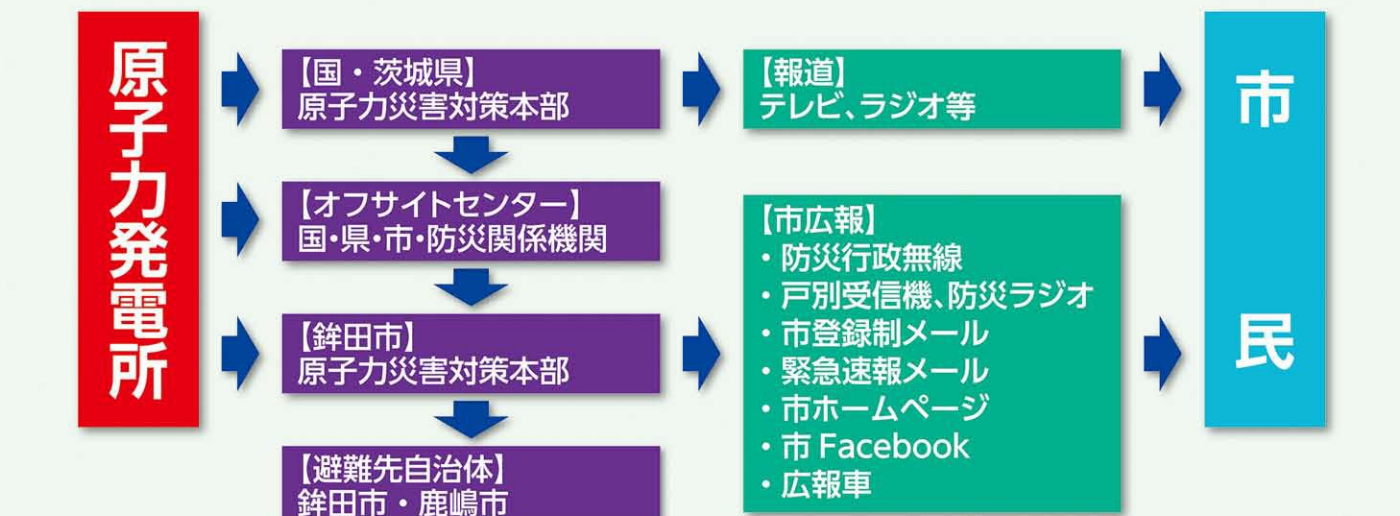 原子力発電所
【国・茨城県】
原子力災害対策本部
【報道】
テレビ、ラジオ等
【オフサイトセンター】
国・県・市・防災関係機関
【鉾田市】
原子力災害対策本部
【市広報】
・防災行政無線
・戸別受信機、防災ラジオ
・市登録制メール
・緊急速報メール
・市ホームページ
・市 Facebook
・広報車
【避難先自治体】
鉾田市・鹿嶋市
市民